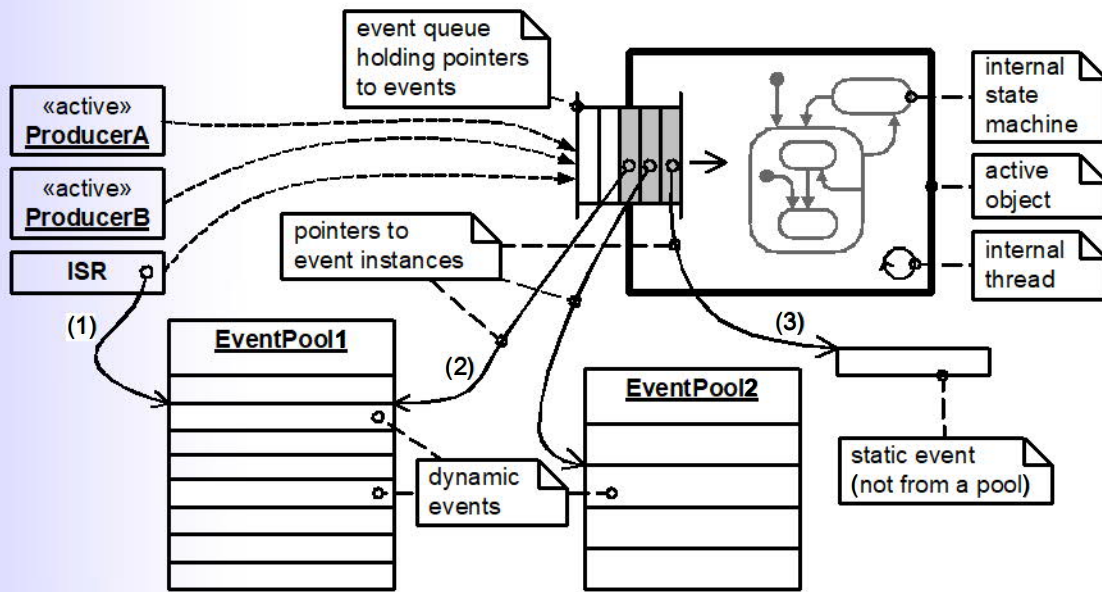 event queue
holding pointers
to events
internal
state
machine
«active»
ProducerA
active
object
«active»
ProducerB
pointers to
event instances
internal
thread
ISR
(1)
(2)
(3)
EventPool1
EventPool2
dynamic
events
static event
(not from a pool)